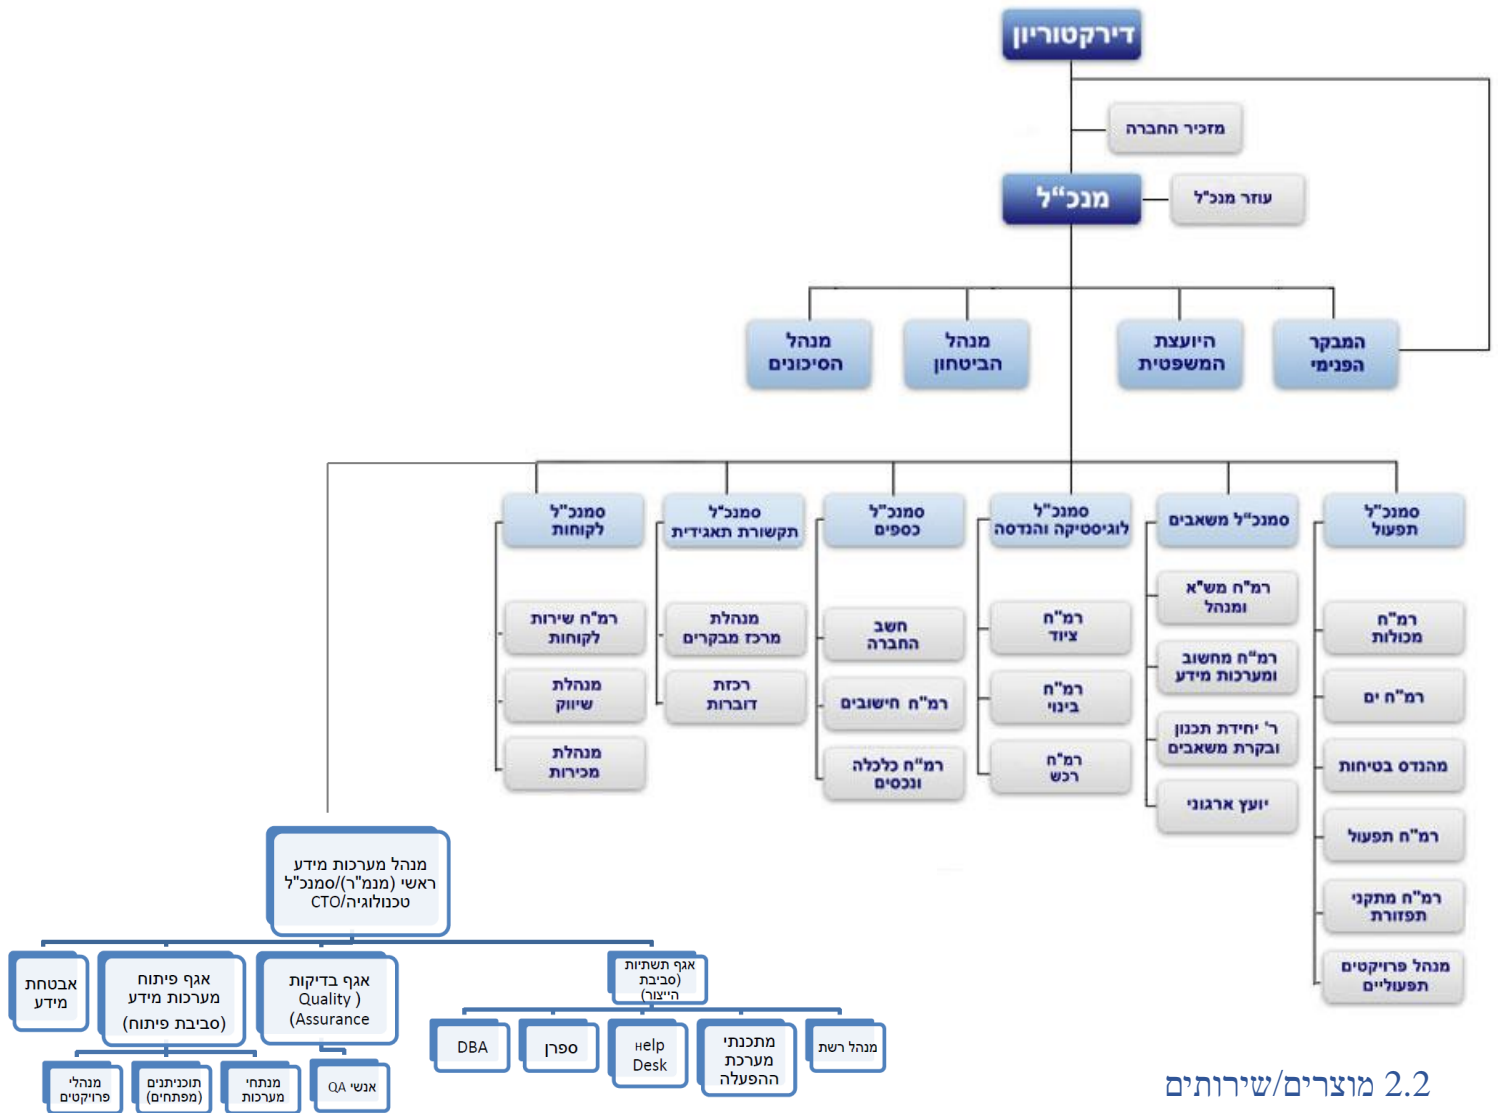 דירקטוריון
מזכיר החברה
מנכ"ל
עוזר מנכ"ל
המבקר
הפנימי
היועצת
המשפטית
מנהל
הביטחון
מנהל
הסיכונים
סמנכ"ל
תפעול
רמ"ח
מכולות
רמ"ח ים
מהנדס בטיחות
רמ"ח תפעול
רמ"ח מתקני
תפזורת
מנהל פרויקטים
תפעוליים
סמנכ"ל משאבים
רמ"ח מש"א
ומנהל
רמ"ח מחשוב
ומערכות מידע
ר' יחידת תכנון
ובקרת משאבים
יועץ ארגוני
סמנכ"ל
לוגיסטיקה והנדסה
רמ"ח
ציוד
רמ"ח
בינוי
רמ"ח
רכש
סמנכ"ל
כספים
חשב
החברה
רמ"ח חישובים
רמ"ח כלכלה
ונכסים
סמנכ"ל
תקשורת תאגידית
מנהלת
מרכז מבקרים
רכזת
דוברות
סמנכ"ל
לקוחות
רמ"ח שירות
לקוחות
מנהלת
שיווק
מנהלת
מכירות
מנהל מערכות מידע
ראשי (מנמ"ר)/סמנכ"ל
טכנולוגיה/CTO
אגף תשתיות
(סביבת
הייצור)
מנהל רשת
מתכנתי
מערכת
ההפעלה
Help
Desk
ספרן
DBA
אגף בדיקות
Quality )
(Assurance
אנשי QA
אגף פיתוח
מערכות מידע
(סביבת פיתוח)
מנתחי
מערכות
תוכניתנים
(מפתחים)
מנהלי
פרויקטים
אבטחת
מידע
2.2 מוצרים/שירותים